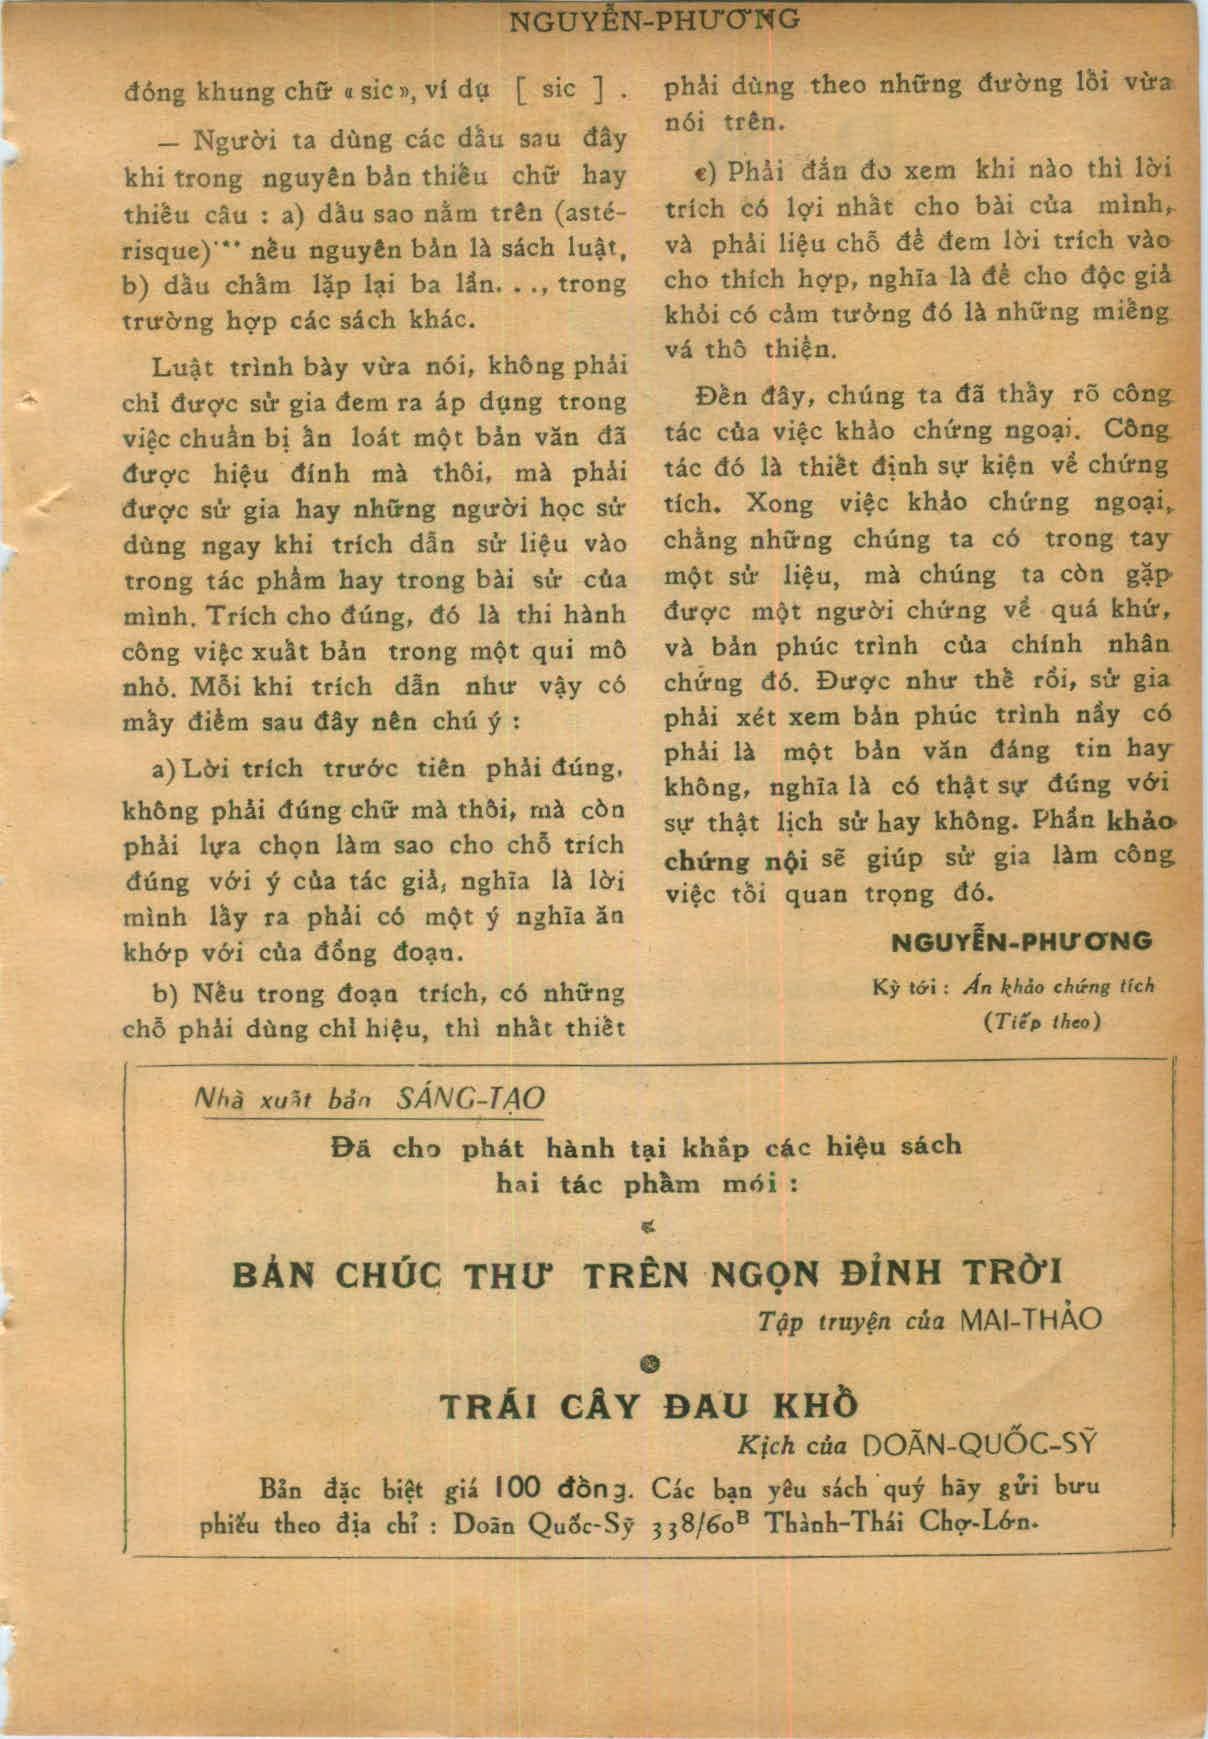 NGUYỄN-PHƯƠNG
đóng khung chữ « sic », ví dụ [ sic ] .
— Người ta dùng các dấu sau đây
khi trong nguyên bản thiếu chữ hay
thiếu câu : a) dấu sao nằm trên (asté-
risque)*** nếu nguyên bản là sách luật,
b) dấu chấm lặp lại ba lần. . ., trong
trường hợp các sách khác.
Luật trình bày vừa nói, không phải
chỉ được sử gia đem ra áp dụng trong
việc chuẩn bị ấn loát một bản văn đã
được hiệu đính mà thôi, mà phải
được sử gia hay những người học sử
dùng ngay khi trích dẫn sử liệu vào
trong tác phẩm hay trong bài sử của
mình. Trích cho đúng, đó là thi hành
công việc xuất bản trong một qui mô
nhỏ. Mỗi khi trích dẫn như vậy có
mấy điểm sau đây nên chú ý :
a) Lời trích trước tiên phải đúng,
không phải đúng chữ mà thôi, mà còn
phải lựa chọn làm sao cho chỗ trích
đúng với ý của tác giả, nghĩa là lời
mình lấy ra phải có một ý nghĩa ăn
khớp với của đồng đoạn.
b) Nếu trong đoạn trích, có những
chỗ phải dùng chỉ hiệu, thì nhất thiết
phải dùng theo những đường lối vừa
nói trên.
c) Phải đắn đo xem khi nào thì lời
trích có lợi nhất cho bài của mình,
và phải liệu chỗ để đem lời trích vào
cho thích hợp, nghĩa là để cho độc giả
khỏi có cảm tưởng đó là những miếng
vá thô thiển.
Đến đây, chúng ta đã thấy rõ công
tác của việc khảo chứng ngoại. Công
tác đó là thiết định sự kiện về chứng
tích. Xong việc khảo chứng ngoại,
chẳng những chúng ta có trong tay
một sử liệu, mà chúng ta còn gặp
được một người chứng về quá khứ,
và bản phúc trình của chính nhân
chứng đó. Được như thế rồi, sử gia
phải xét xem bản phúc trình nầy có
phải là một bản văn đáng tin hay
không, nghĩa là có thật sự đúng với
sự thật lịch sử hay không. Phần khảo
chứng nội sẽ giúp sử gia làm công
việc tối quan trọng đó.
NGUYỄN-PHƯƠNG
Kỳ tới : Án khảo chứng tích
(Tiếp theo)
Nhà xuất bản SÁNG-TẠO
Đã cho phát hành tại khắp các hiệu sách
hai tác phẩm mới :
BẢN CHÚC THƯ TRÊN NGỌN ĐỈNH TRỜI
Tập truyện của MAI-THẢO
TRÁI CÂY ĐAU KHỔ
Kịch của DOÃN-QUỐC-SỸ
Bản đặc biệt giá 100 đồng. Các bạn yêu sách quý hãy gửi bưu
phiếu theo địa chỉ : Doãn Quốc-Sỹ 338/60B Thành-Thái Chợ-Lớn.